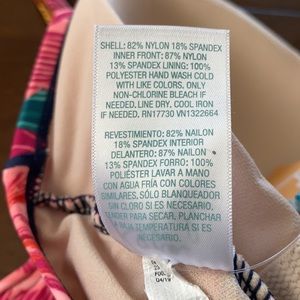 SHELL: 82% NYLON 18% SPANDEX
INNER FRONT: 87% NYLON
13% SPANDEX LINING: 100%
POLYESTER HAND WASH COLD
WITH LIKE COLORS, ONLY
NON-CHLORINE BLEACH IF
NEEDED, LINE DRY, COOL IRON
IF NEEDED. RN17730 VN1322664
REVESTIMIENTO: 82% NAILON
18% SPANDEX INTERIOR
DELANTERO: 87% NAILON
13% SPANDEX FORRO: 100%
POLIÉSTER LAVAR A MANO
CON AGUA FRÍA CON COLORES
SIMILARES, SÓLO BLANQUEADOR
SIN CLORO SI ES NECESARIO,
TENDER PARA SECAR, PLANCHAR
A BAJA TEMPERATURA SI ES
NECESARIO.
04/19